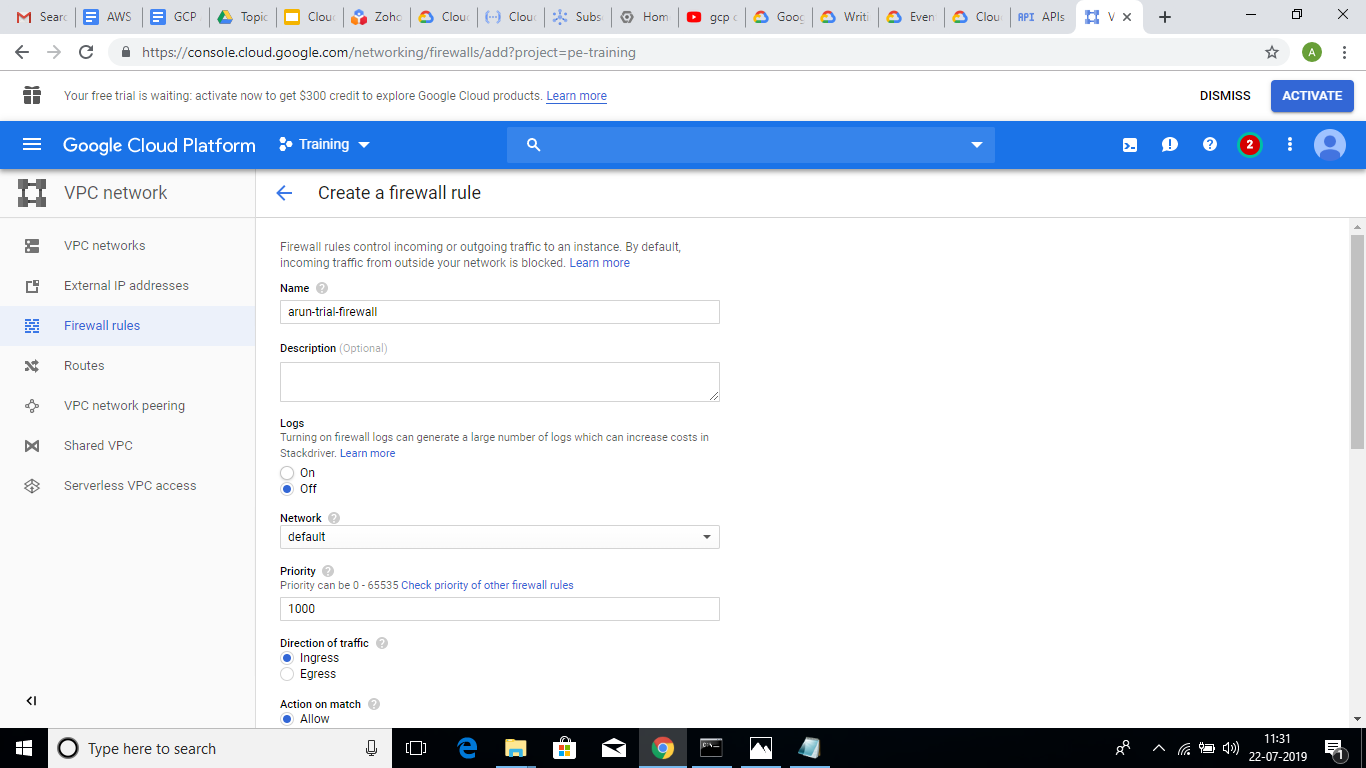 Searc
AWS
GCP
Topic
Clou
Zoho
Clou
Clou
Subs
Hom
gcp c
Goog
Writi
Even
Clou
API APIs
V
https://console.cloud.google.com/networking/firewalls/add?project=pe-training
A
Your free trial is waiting: activate now to get $300 credit to explore Google Cloud products. Learn more
DISMISS
ACTIVATE
Google Cloud Platform
Training
2
VPC network
Create a firewall rule
VPC networks
External IP addresses
Firewall rules
Routes
VPC network peering
Shared VPC
Serverless VPC access
Firewall rules control incoming or outgoing traffic to an instance. By default,
incoming traffic from outside your network is blocked. Learn more
Name
arun-trial-firewall
Description (Optional)
Logs
Turning on firewall logs can generate a large number of logs which can increase costs in
Stackdriver. Learn more
On
Off
Network
default
Priority
Priority can be 0 - 65535 Check priority of other firewall rules
1000
Direction of traffic
Ingress
Egress
Action on match
Allow
Type here to search
11:31
22-07-2019
1